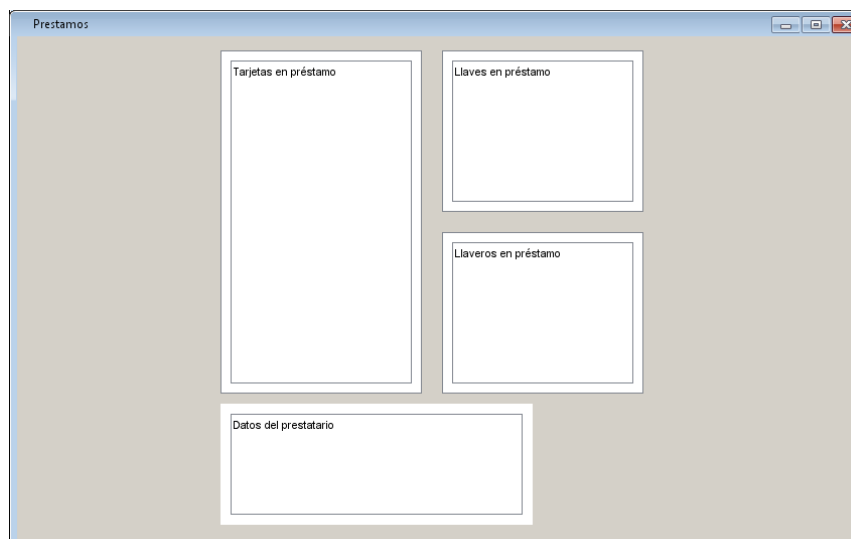 Prestamos
Tarjetas en préstamo
Llaves en préstamo
Llaveros en préstamo
Datos del prestatario